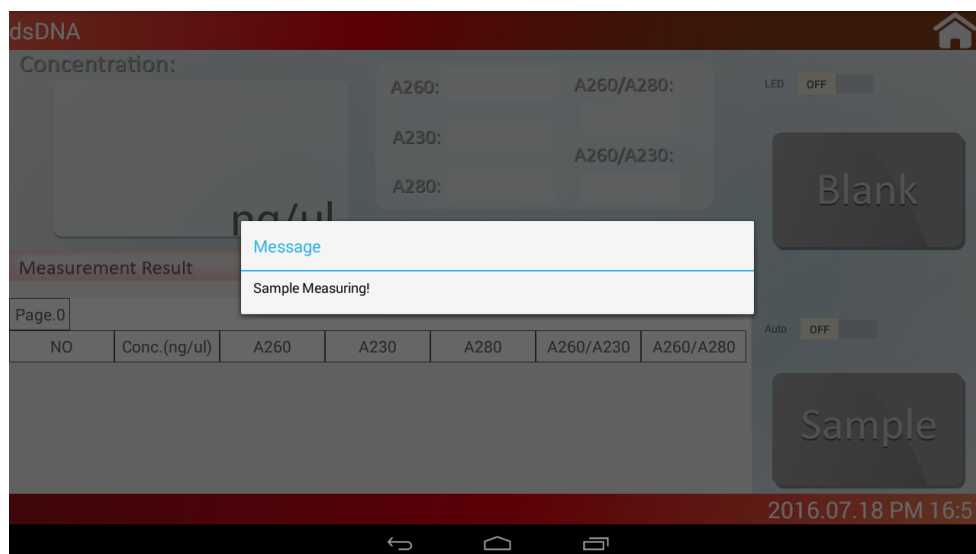 dsDNA
Concentration:
ng/ul
A260:
A230:
A280:
A260/A280:
A260/A230:
LED OFF
Blank
Message
Sample Measuring!
Measurement Result
Page.0
NO Conc.(ng/ul) A260 A230 A280 A260/A230 A260/A280
Auto OFF
Sample
2016.07.18 PM 16:5